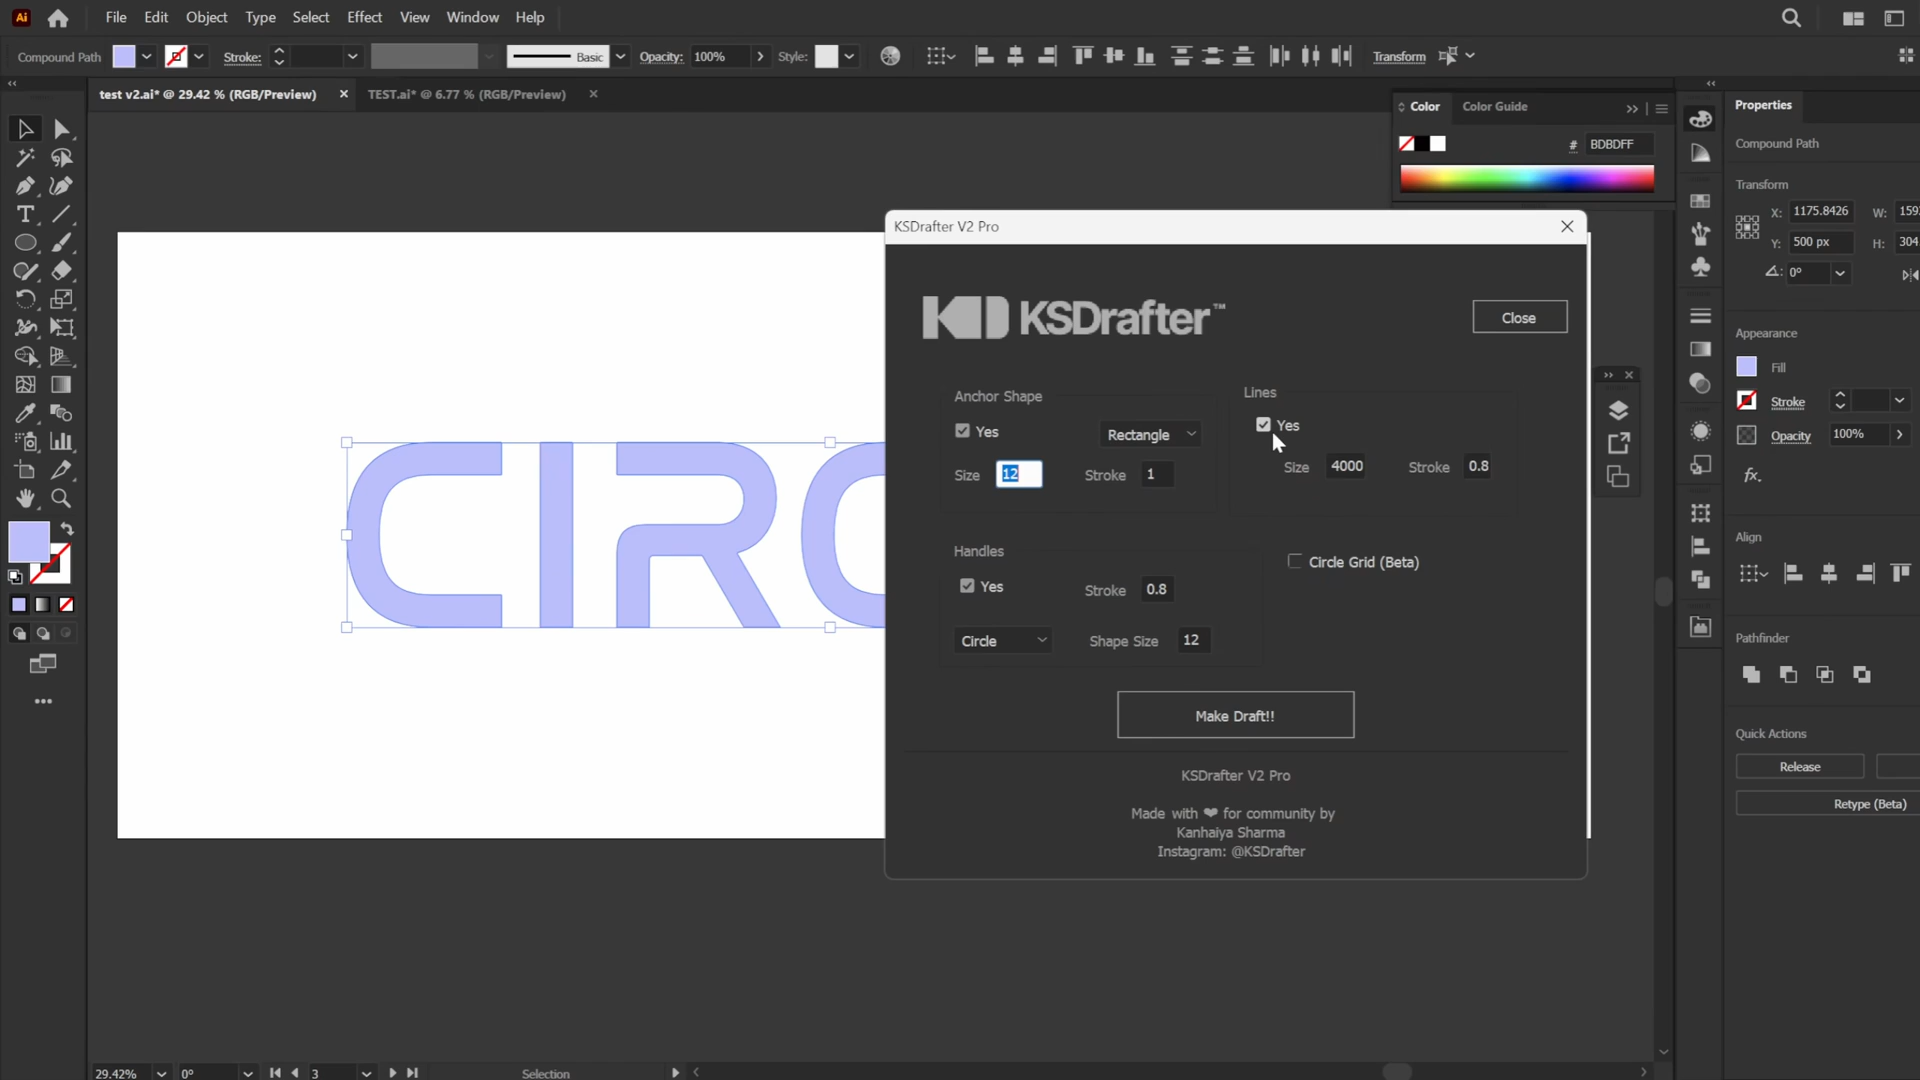 Ai File Edit Object Type Select Effect View Window Help
Compound Path Stroke: Basic Opacity: 100% Style: Transform
test v2.ai* @ 29.42 % (RGB/Preview) TEST.ai* @ 6.77 % (RGB/Preview)
Color Color Guide
# BDBDFF
Properties
Compound Path
Transform
X: 1175.8426 W: 159
Y: 500 px H: 304
0°
Appearance
Fill
Stroke
Opacity 100%
fx.
Align
Pathfinder
Quick Actions
Release
Retype (Beta)
CIRC
KSDrafter V2 Pro
KSDrafter™
Close
Anchor Shape
Yes Rectangle
Size 12 Stroke 1
Lines
Yes
Size 4000 Stroke 0.8
Handles
Yes Stroke 0.8
Circle Shape Size 12
Circle Grid (Beta)
Make Draft!!
KSDrafter V2 Pro
Made with ❤ for community by
Kanhaiya Sharma
Instagram: @KSDrafter
29.42% 0° 3 Selection